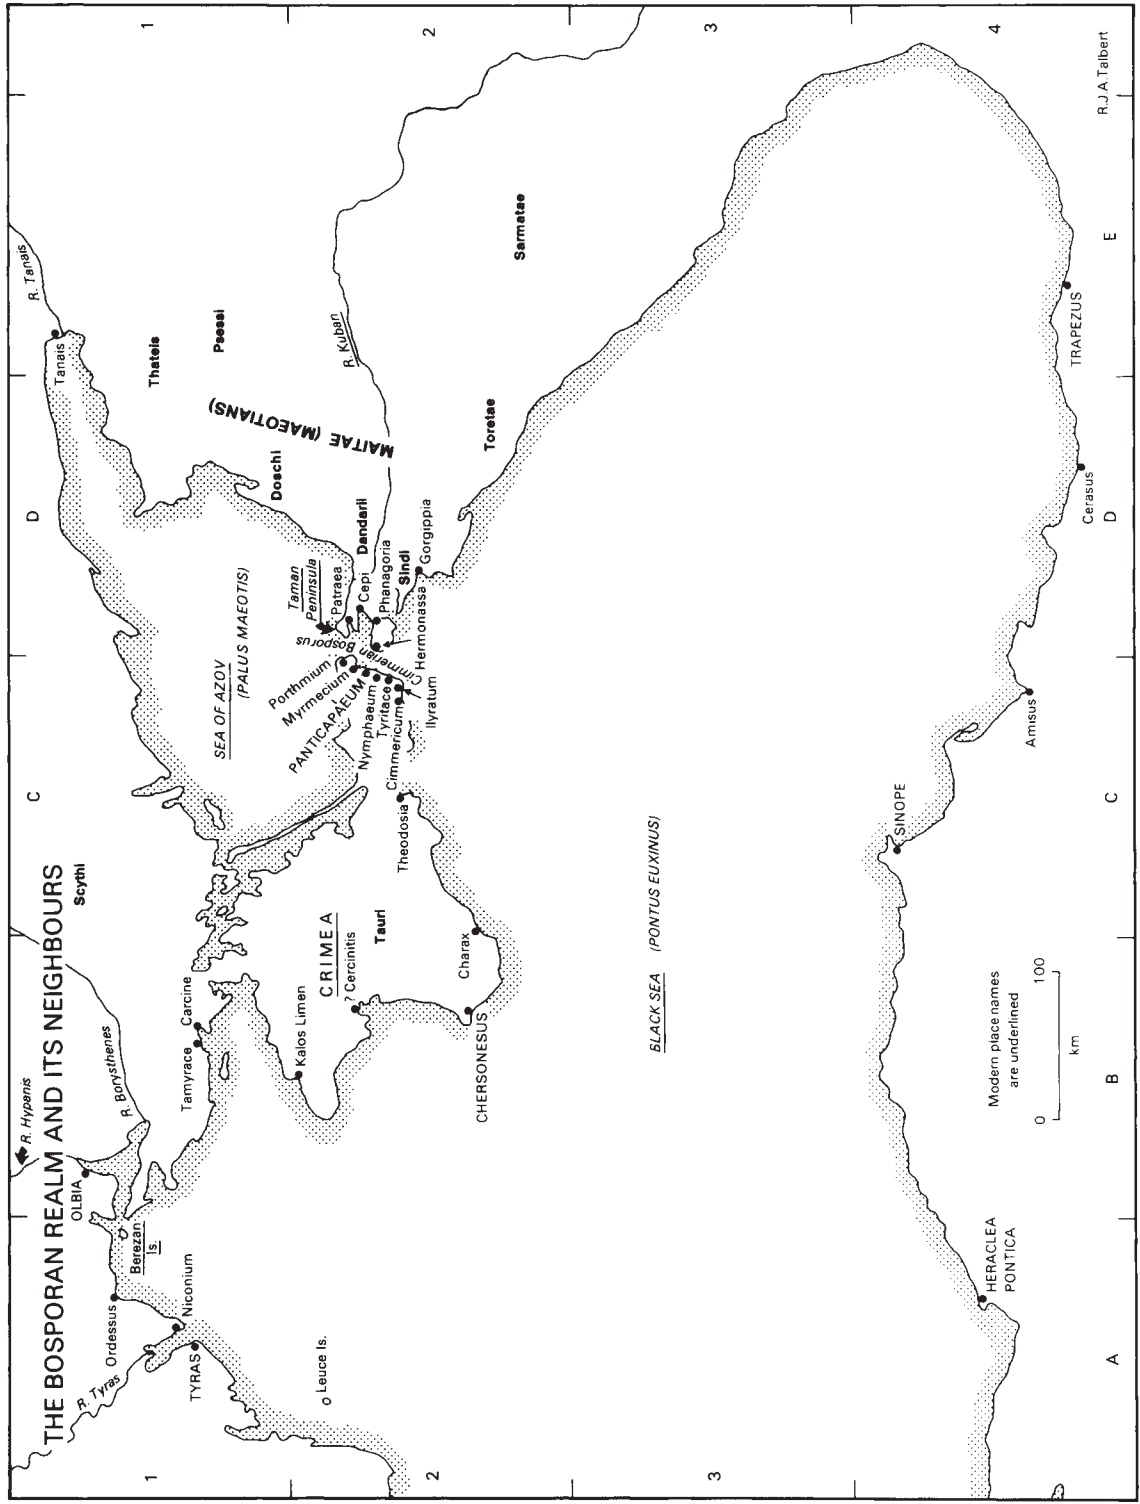 THE BOSPORAN REALM AND ITS NEIGHBOURS
R. Hypanis
R. Tyras
Ordessus
Niconium
TYRAS
Leuce Is.
Berezan
Is.
OLBIA
R. Borysthenes
Tamyrace
Carcine
Kalos Limen
CRIMEA
? Cercinitis
Tauri
Charax
CHERSONESUS
Theodosia
Scythi
SEA OF AZOV
(PALUS MAEOTIS)
Porthmium
Myrmecium
PANTICAPAEUM
Nymphaeum
Tyritace
Cimmericum
Ilyratum
Cimmerian Bosporus
Hermonassa
Taman
Peninsula
Patraea
Cepi
Phanagoria
Sindi
Gorgippia
Dandarii
Doschi
MAITAE (MAEOTIANS)
Thateis
Psessi
Tanais
R. Tanais
R. Kuban
Toretae
Sarmatae
BLACK SEA (PONTUS EUXINUS)
HERACLEA
PONTICA
SINOPE
Amisus
Cerasus
TRAPEZUS
Modern place names
are underlined
0 100
km
A
B
C
D
E
C
D
1
2
3
4
1
2
3
R.J.A. Talbert